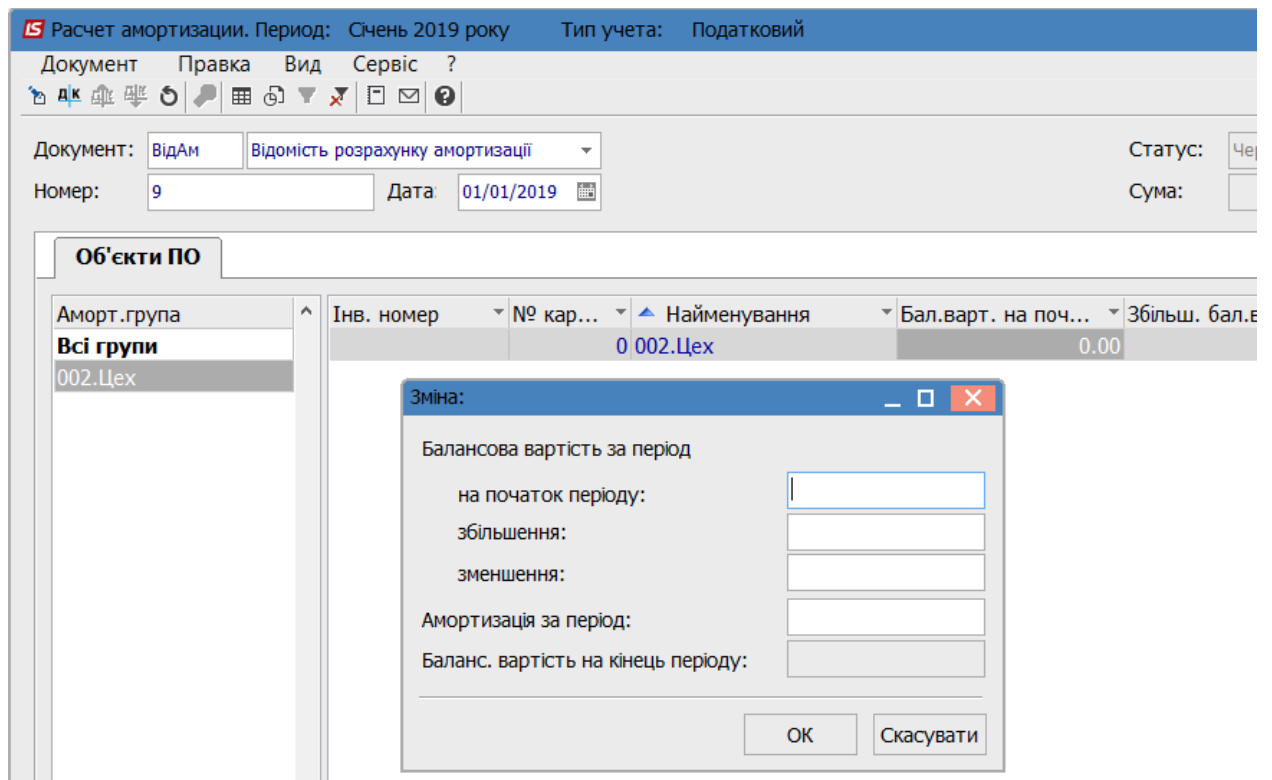 IS Расчет амортизации. Период: Січень 2019 року Тип учета: Податковий
Документ Правка Вид Сервіс ?
Документ: ВідАм Відомість розрахунку амортизації Статус: Чер
Номер: 9 Дата: 01/01/2019 Сума:
Об'єкти ПО
Аморт.група Інв. номер № кар... Найменування Бал.варт. на поч... Збільш. бал.в
Всі групи 0 002.Цех 0.00
002.Цех
Зміна:
Балансова вартість за період
на початок періоду:
збільшення:
зменшення:
Амортизація за період:
Баланс. вартість на кінець періоду:
ОК Скасувати